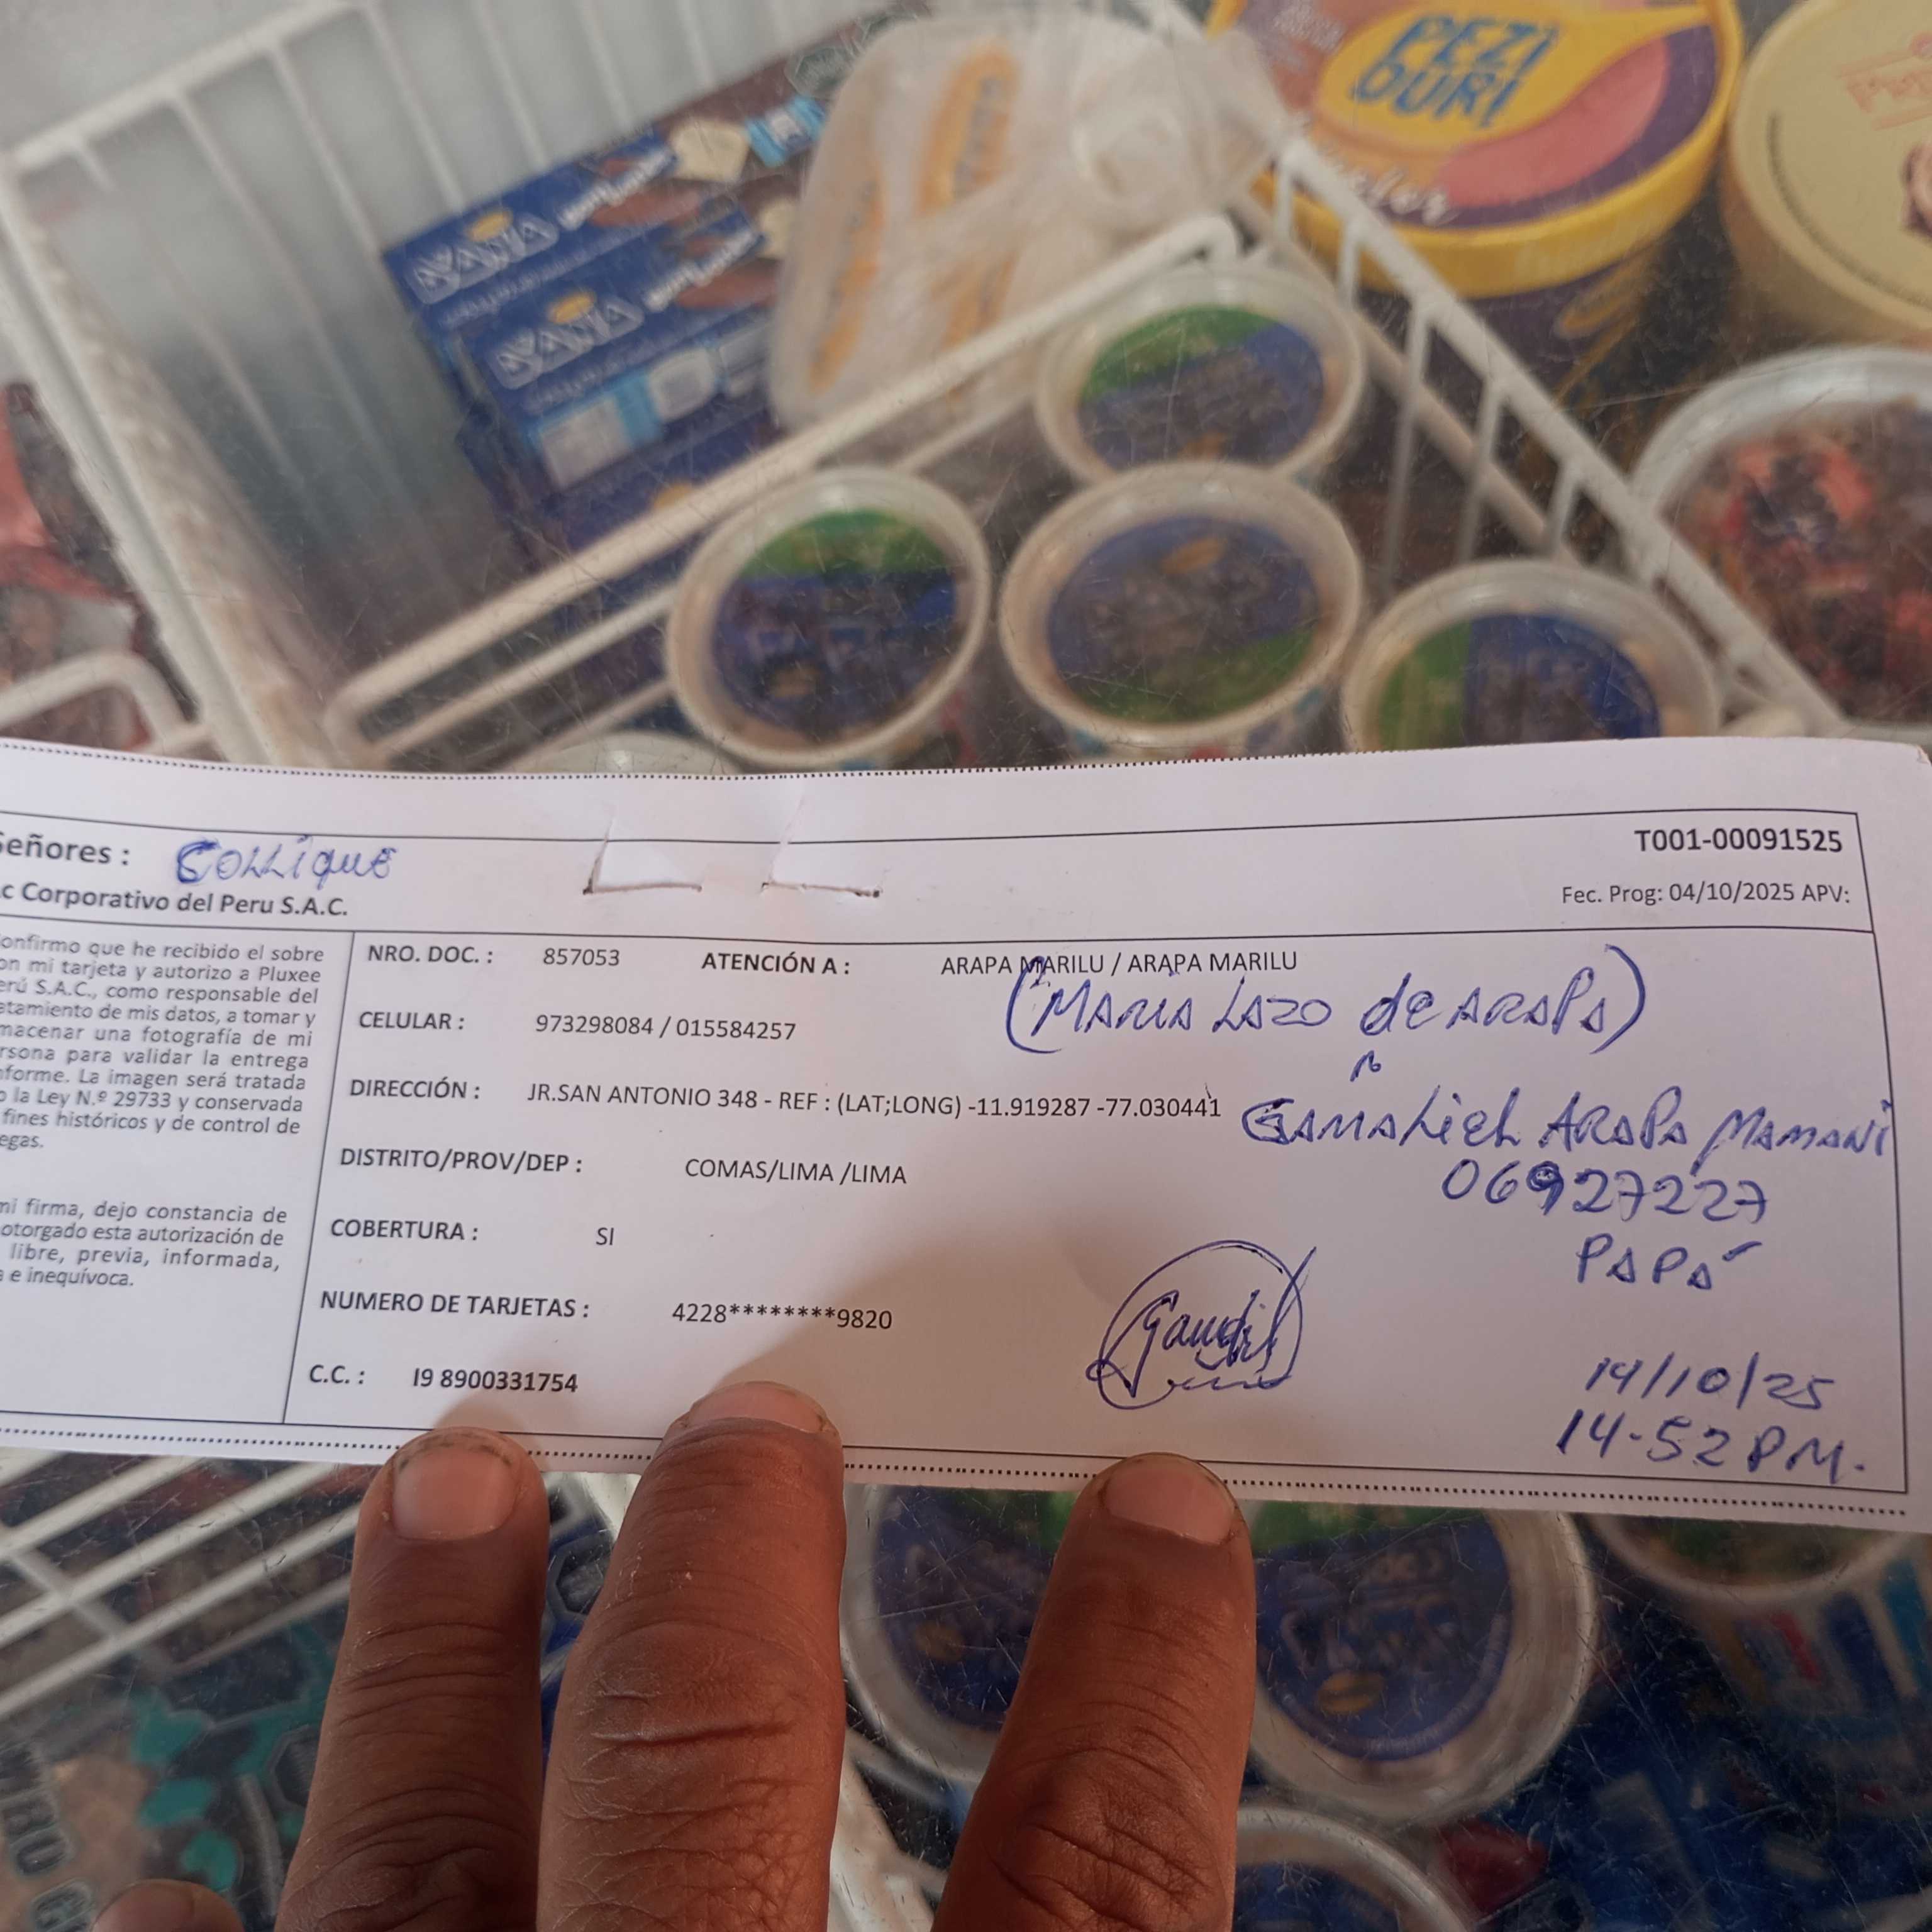 PEZI
DURI
Señores : COLLIQUE
T001-00091525
c Corporativo del Peru S.A.C.
Fec. Prog: 04/10/2025 APV:
onfirmo que he recibido el sobre
on mi tarjeta y autorizo a Pluxee
erú S.A.C., como responsable del
atamiento de mis datos, a tomar y
macenar una fotografía de mi
rsona para validar la entrega
nforme. La imagen será tratada
o la Ley N.º 29733 y conservada
fines históricos y de control de
egas.
mi firma, dejo constancia de
otorgado esta autorización de
libre, previa, informada,
a e inequívoca.
NRO. DOC. : 857053 ATENCIÓN A : ARAPA MARILU / ARAPA MARILU
(MARIA LAZO de ARAPA)
CELULAR : 973298084 / 015584257
DIRECCIÓN : JR.SAN ANTONIO 348 - REF : (LAT;LONG) -11.919287 -77.030441
GAMALIEL ARAPA MAMANI
06927227
PAPÁ
DISTRITO/PROV/DEP : COMAS/LIMA /LIMA
COBERTURA : SI
NUMERO DE TARJETAS : 4228********9820
C.C. : I9 8900331754
14/10/25
14-52 PM.